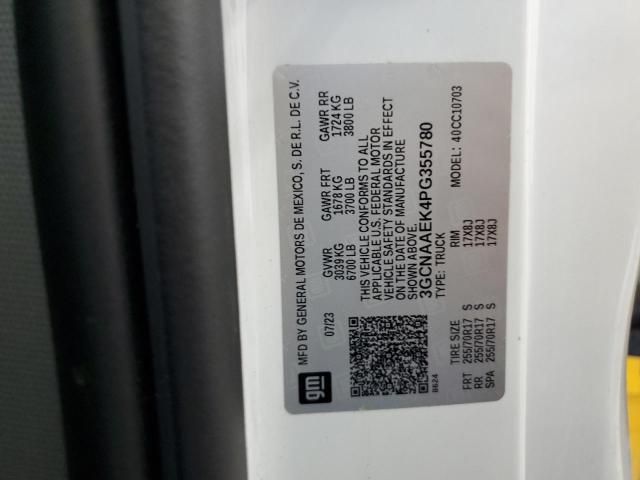 gm
MFD BY GENERAL MOTORS DE MEXICO, S. DE R.L. DE C.V.
07/23 GVWR GAWR FRT GAWR RR
3039 KG 1678 KG 1724 KG
6700 LB 3700 LB 3800 LB
THIS VEHICLE CONFORMS TO ALL
APPLICABLE U.S. FEDERAL MOTOR
VEHICLE SAFETY STANDARDS IN EFFECT
ON THE DATE OF MANUFACTURE
SHOWN ABOVE.
3GCNAAEK4PG355780
8624 TYPE: TRUCK MODEL: 40CC10703
TIRE SIZE RIM
FRT 255/70R17 S 17X8J
RR 255/70R17 S 17X8J
SPA 255/70R17 S 17X8J